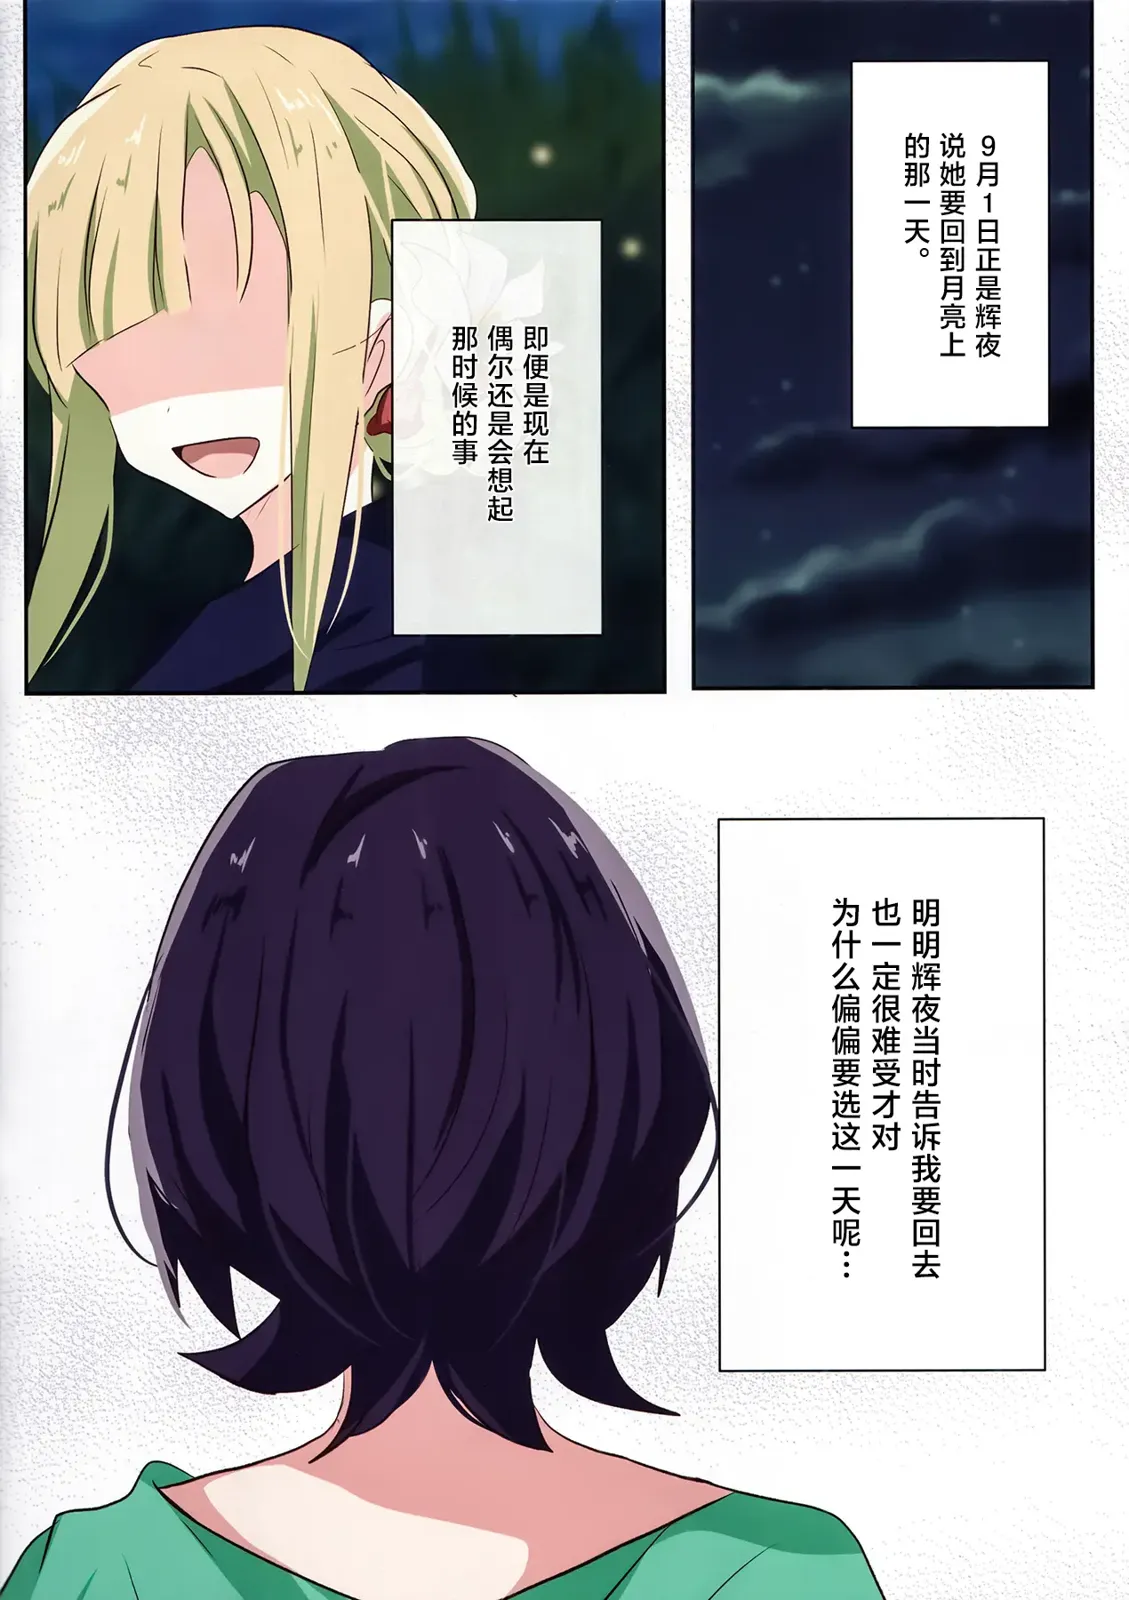 9月1日正是辉夜
说她要回到月亮上
的那一天。
即便是现在
偶尔还是会想起
那时候的事
明明辉夜当时告诉我要回去
也一定很难受才对
为什么偏偏要选这一天呢…